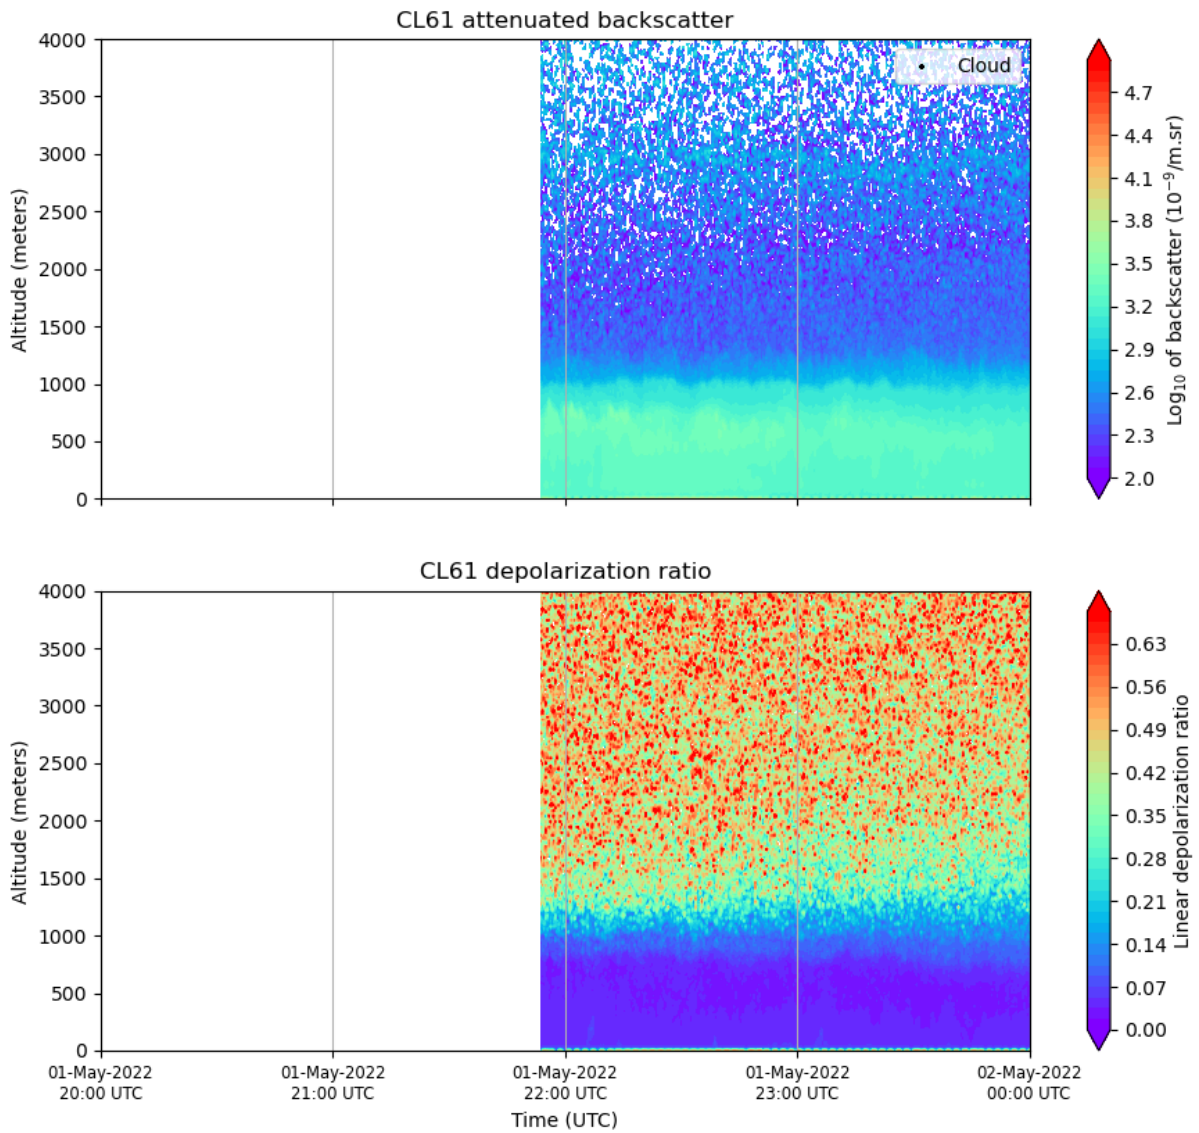 CL61 attenuated backscatter
4000
3500
3000
2500
2000
1500
1000
500
0
Altitude (meters)
Cloud
4.7
4.4
4.1
3.8
3.5
3.2
2.9
2.6
2.3
2.0
Log₁₀ of backscatter (10⁻⁹/m.sr)
CL61 depolarization ratio
4000
3500
3000
2500
2000
1500
1000
500
0
Altitude (meters)
01-May-2022
20:00 UTC
01-May-2022
21:00 UTC
01-May-2022
22:00 UTC
01-May-2022
23:00 UTC
02-May-2022
00:00 UTC
Time (UTC)
0.63
0.56
0.49
0.42
0.35
0.28
0.21
0.14
0.07
0.00
Linear depolarization ratio